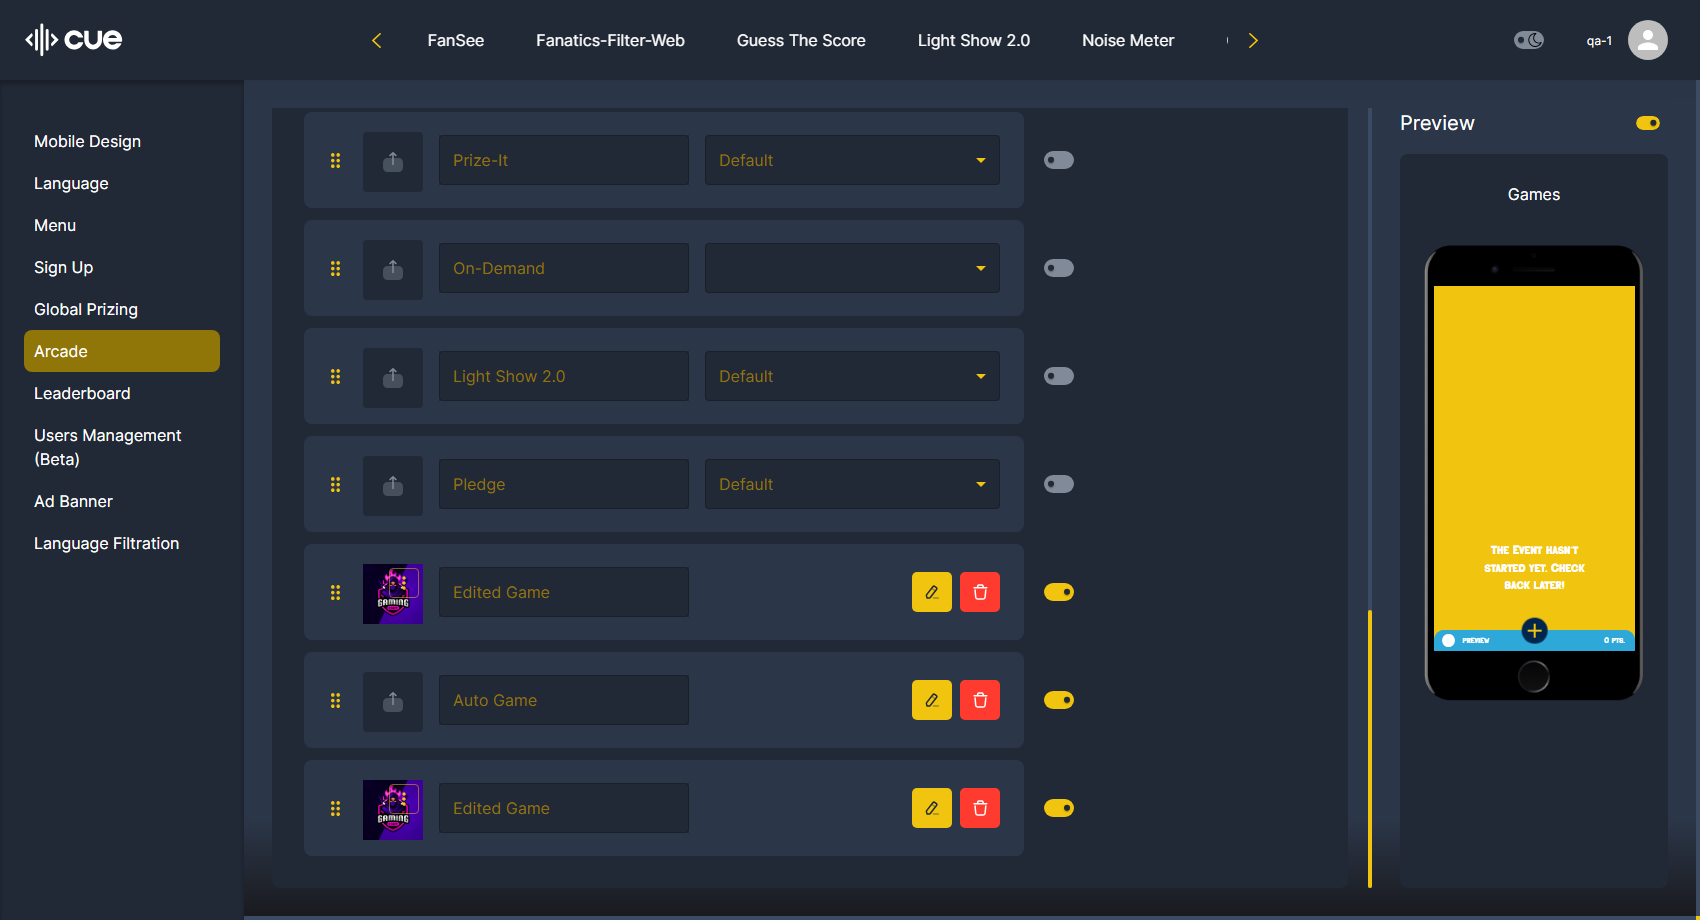 cue
FanSee
Fanatics-Filter-Web
Guess The Score
Light Show 2.0
Noise Meter
qa-1
Mobile Design
Language
Menu
Sign Up
Global Prizing
Arcade
Leaderboard
Users Management
(Beta)
Ad Banner
Language Filtration
Prize-It
Default
On-Demand
Light Show 2.0
Default
Pledge
Default
GAMING
Edited Game
Auto Game
GAMING
Edited Game
Preview
Games
The Event hasn't
started yet. Check
back later!
PREVIEW
0 PTS.